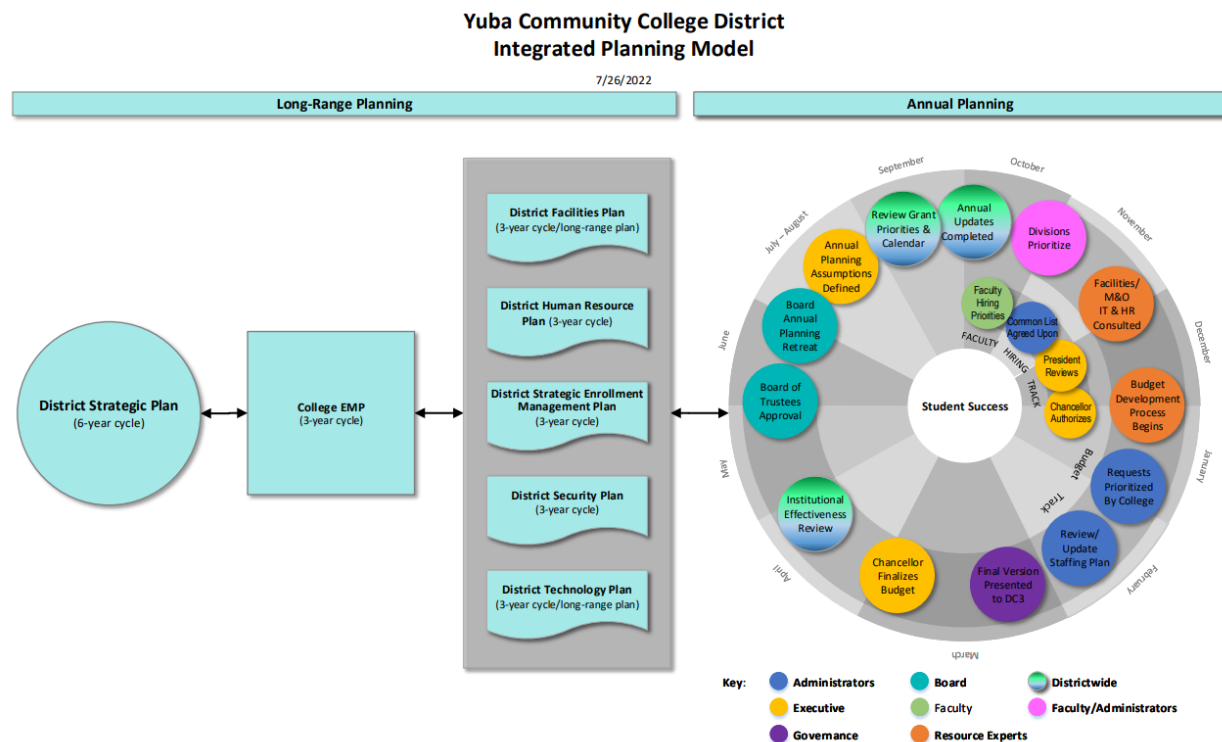 Yuba Community College District
Integrated Planning Model
7/26/2022
Long-Range Planning
Annual Planning
District Strategic Plan
(6-year cycle)
College EMP
(3-year cycle)
District Facilities Plan
(3-year cycle/long-range plan)
District Human Resource
Plan (3-year cycle)
District Strategic Enrollment
Management Plan
(3-year cycle)
District Security Plan
(3-year cycle)
District Technology Plan
(3-year cycle/long-range plan)
September
October
November
December
January
February
March
April
May
June
July – August
Review Grant
Priorities &
Calendar
Annual
Updates
Completed
Divisions
Prioritize
Facilities/
M&O
IT & HR
Consulted
Budget
Development
Process
Begins
Requests
Prioritized
By College
Review/
Update
Staffing Plan
Final Version
Presented
to DC3
Chancellor
Finalizes
Budget
Institutional
Effectiveness
Review
Board of
Trustees
Approval
Board
Annual
Planning
Retreat
Annual
Planning
Assumptions
Defined
Faculty
Hiring
Priorities
Common List
Agreed Upon
President
Reviews
Chancellor
Authorizes
FACULTY HIRING TRACK
Budget Track
Student Success
Key:
Administrators
Board
Districtwide
Executive
Faculty
Faculty/Administrators
Governance
Resource Experts